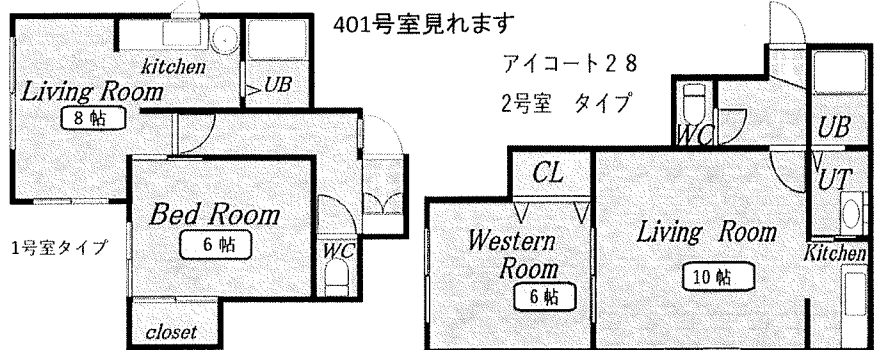 401号室見れます
アイコート28
2号室 タイプ
kitchen
Living Room
8 帖
UB
Bed Room
6 帖
WC
closet
1号室タイプ
WC
UB
CL
UT
Western
Room
6 帖
Living Room
10 帖
Kitchen